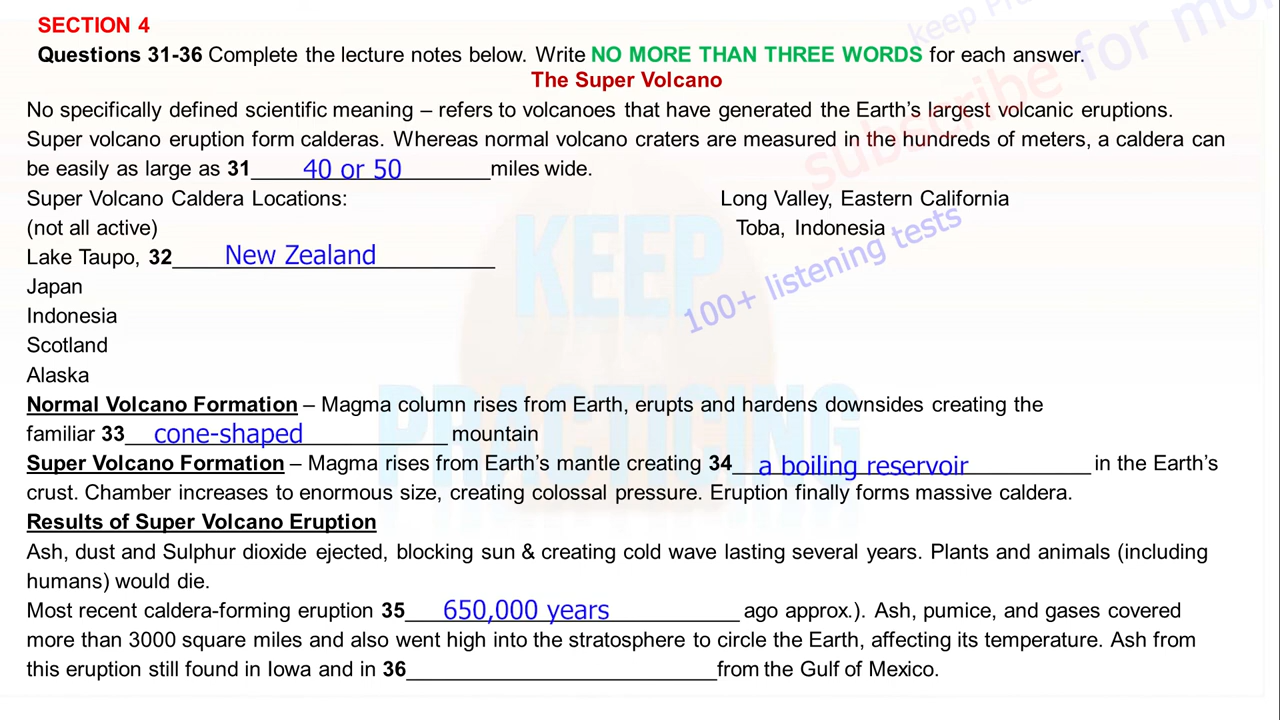 SECTION 4
Questions 31-36 Complete the lecture notes below. Write NO MORE THAN THREE WORDS for each answer.
The Super Volcano
No specifically defined scientific meaning – refers to volcanoes that have generated the Earth's largest volcanic eruptions.
Super volcano eruption form calderas. Whereas normal volcano craters are measured in the hundreds of meters, a caldera can
be easily as large as 31 40 or 50 miles wide.
Super Volcano Caldera Locations: Long Valley, Eastern California
(not all active) Toba, Indonesia
Lake Taupo, 32 New Zealand
Japan
Indonesia
Scotland
Alaska
Normal Volcano Formation – Magma column rises from Earth, erupts and hardens downsides creating the
familiar 33 cone-shaped mountain
Super Volcano Formation – Magma rises from Earth's mantle creating 34 a boiling reservoir in the Earth's
crust. Chamber increases to enormous size, creating colossal pressure. Eruption finally forms massive caldera.
Results of Super Volcano Eruption
Ash, dust and Sulphur dioxide ejected, blocking sun & creating cold wave lasting several years. Plants and animals (including
humans) would die.
Most recent caldera-forming eruption 35 650,000 years ago approx.). Ash, pumice, and gases covered
more than 3000 square miles and also went high into the stratosphere to circle the Earth, affecting its temperature. Ash from
this eruption still found in Iowa and in 36 from the Gulf of Mexico.
keep
subscribe for
100+ listening tests
KEEP
PRACTICING